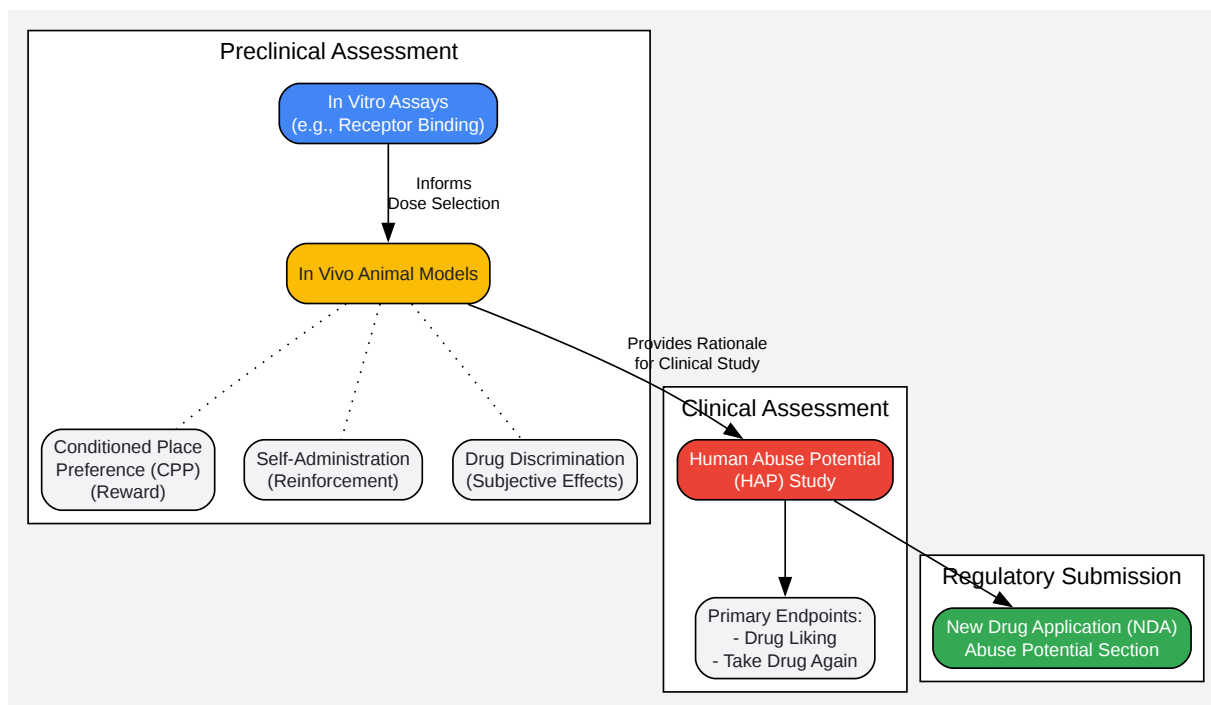 Preclinical Assessment
In Vitro Assays
(e.g., Receptor Binding)
Informs
Dose Selection
In Vivo Animal Models
Provides Rationale
for Clinical Study
Conditioned Place
Preference (CPP)
(Reward)
Self-Administration
(Reinforcement)
Drug Discrimination
(Subjective Effects)
Clinical Assessment
Human Abuse Potential
(HAP) Study
Primary Endpoints:
- Drug Liking
- Take Drug Again
Regulatory Submission
New Drug Application (NDA)
Abuse Potential Section